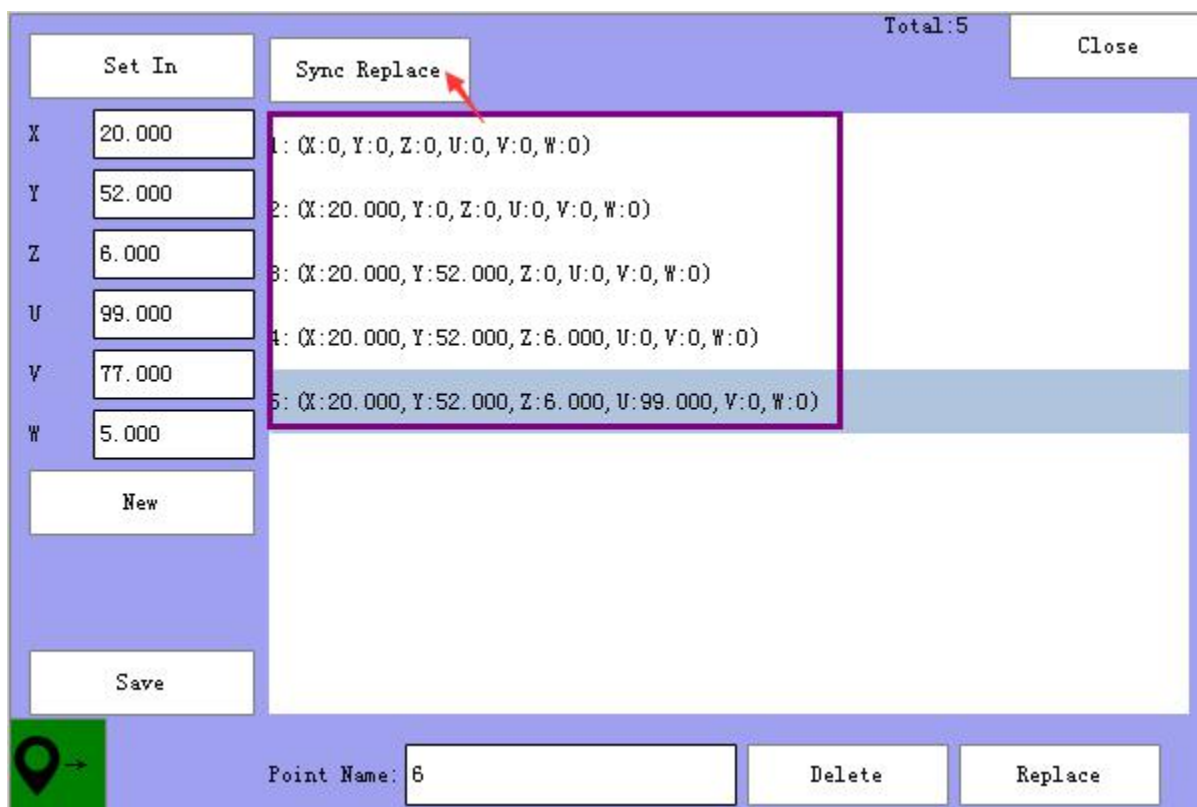 Total:5
Close
Set In
Sync Replace
X 20.000
Y 52.000
Z 6.000
U 99.000
V 77.000
W 5.000
1:(X:0,Y:0,Z:0,U:0,V:0,W:0)
2:(X:20.000,Y:0,Z:0,U:0,V:0,W:0)
3:(X:20.000,Y:52.000,Z:0,U:0,V:0,W:0)
4:(X:20.000,Y:52.000,Z:6.000,U:0,V:0,W:0)
5:(X:20.000,Y:52.000,Z:6.000,U:99.000,V:0,W:0)
New
Save
Point Name: 6
Delete
Replace